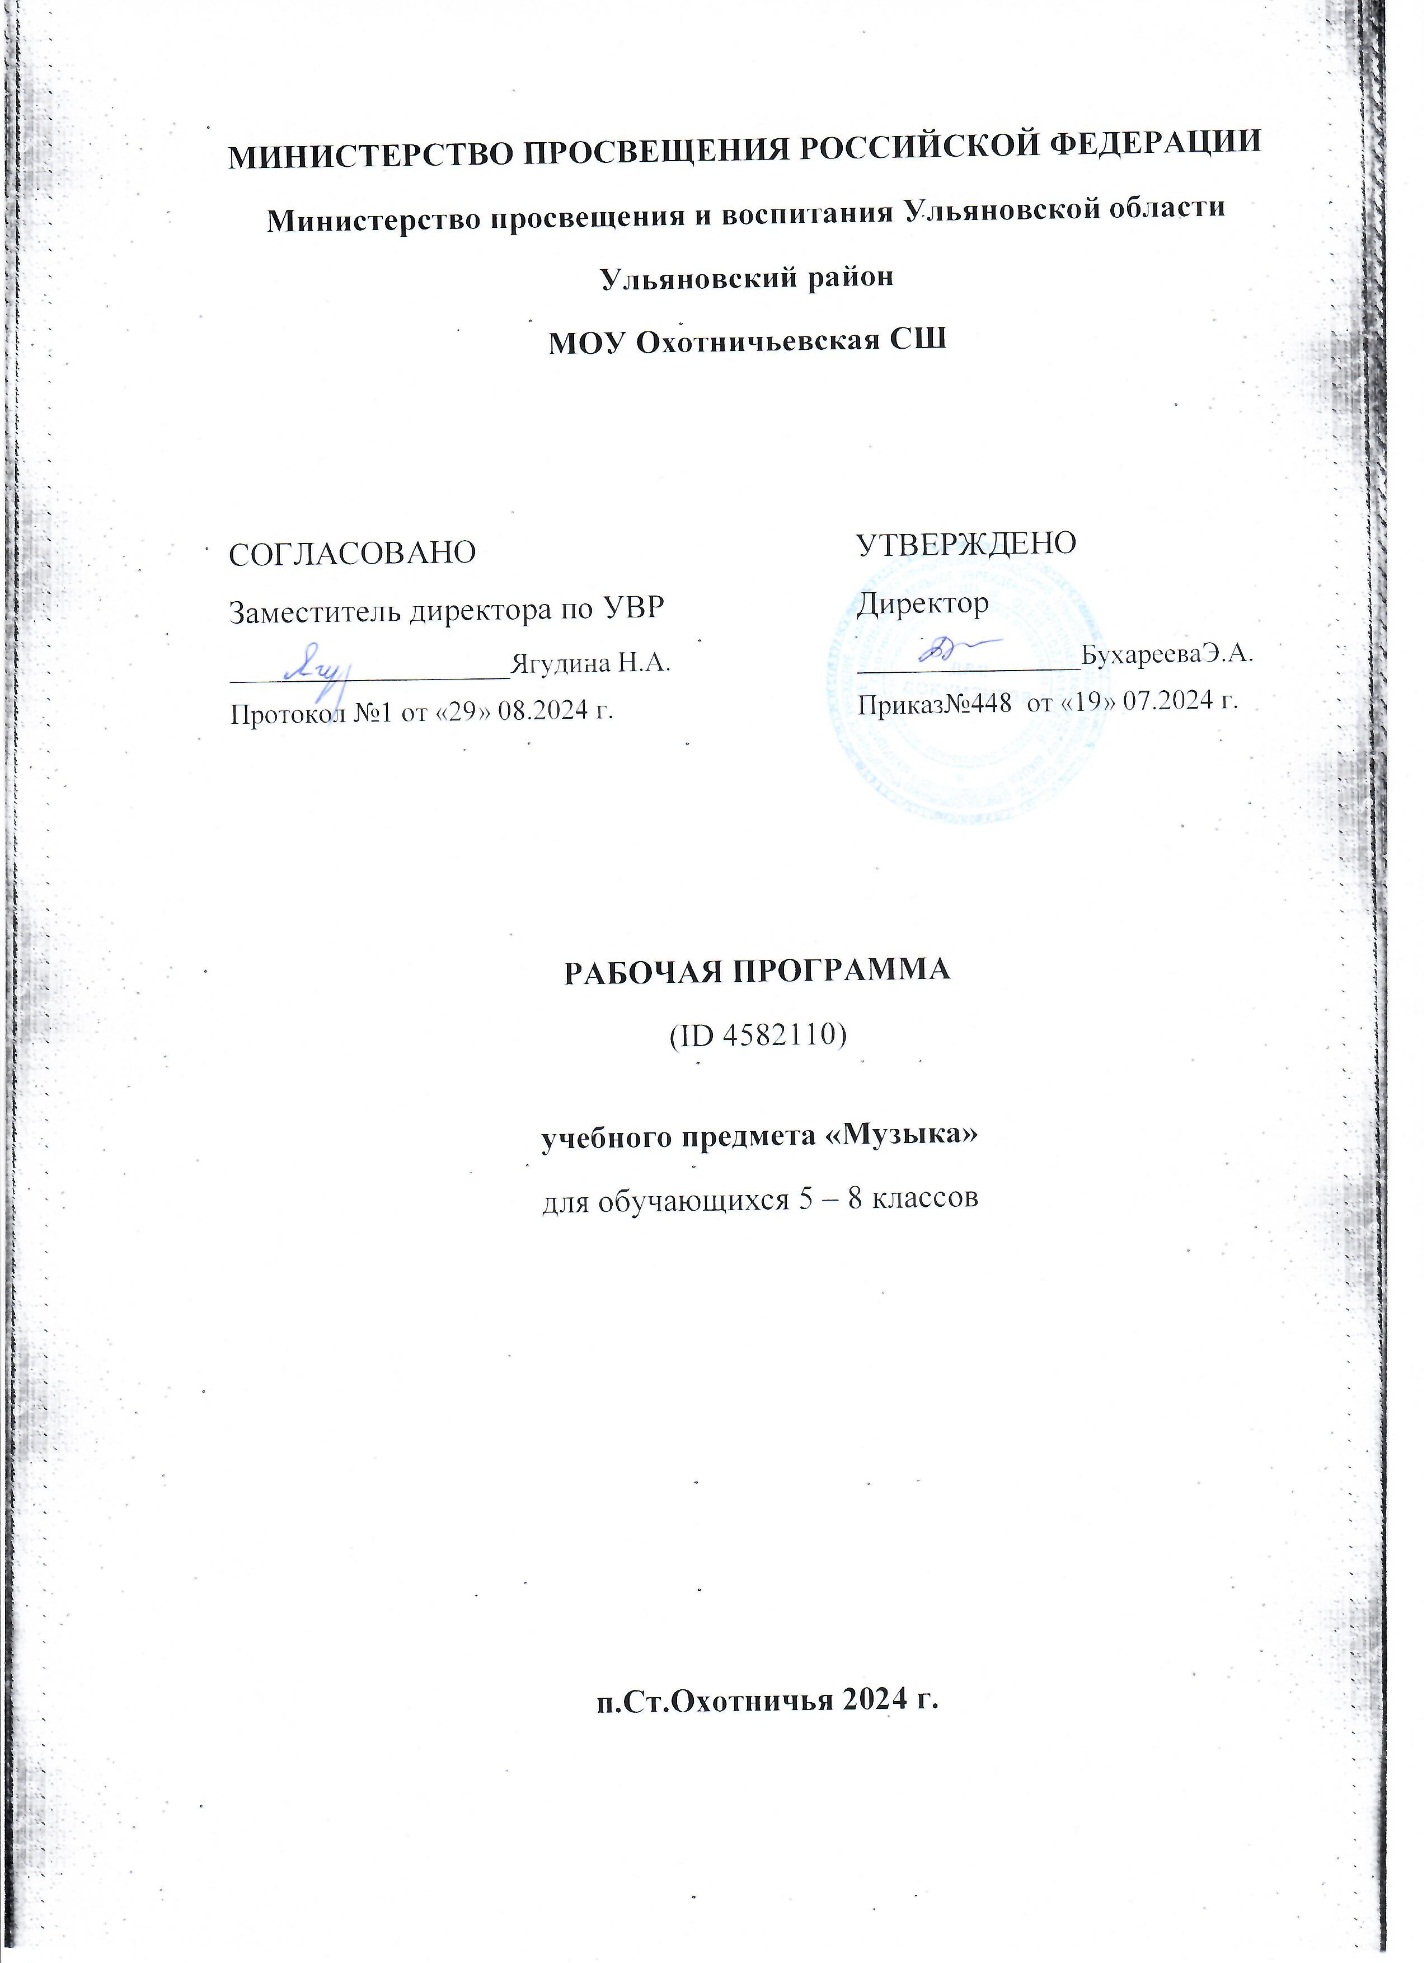 МИНИСТЕРСТВО ПРОСВЕЩЕНИЯ РОССИЙСКОЙ ФЕДЕРАЦИИ
Министерство просвещения и воспитания Ульяновской области
Ульяновский район
МОУ Охотничьевская СШ
СОГЛАСОВАНО
Заместитель директора по УВР
____________________Ягудина Н.А.
Протокол №1 от «29» 08.2024 г.
УТВЕРЖДЕНО
Директор
________________БухарееваЭ.А.
Приказ№448 от «19» 07.2024 г.
РАБОЧАЯ ПРОГРАММА
(ID 4582110)
учебного предмета «Музыка»
для обучающихся 5 – 8 классов
п.Ст.Охотничья 2024 г.